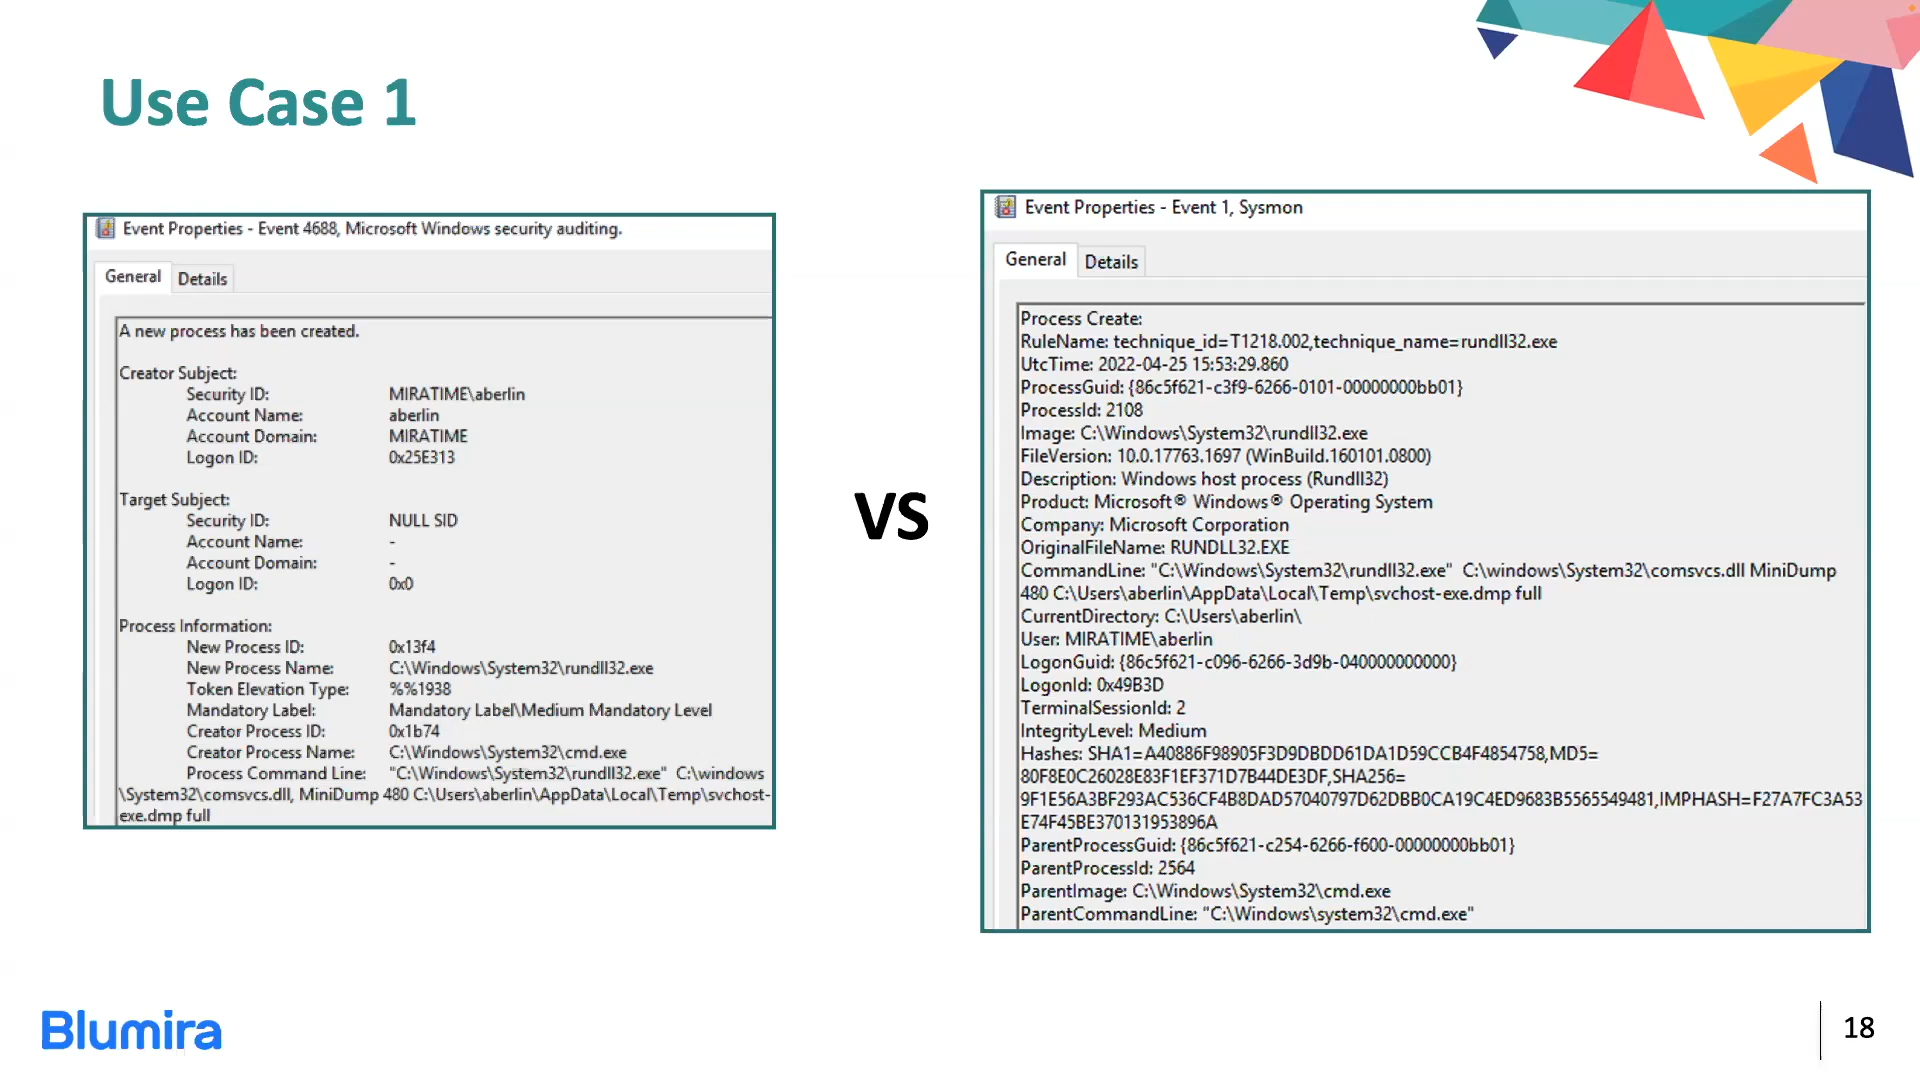 Use Case 1
Event Properties - Event 4688, Microsoft Windows security auditing.
General Details
A new process has been created.
Creator Subject:
Security ID: MIRATIME\aberlin
Account Name: aberlin
Account Domain: MIRATIME
Logon ID: 0x25E313
Target Subject:
Security ID: NULL SID
Account Name: -
Account Domain: -
Logon ID: 0x0
Process Information:
New Process ID: 0x13f4
New Process Name: C:\Windows\System32\rundll32.exe
Token Elevation Type: %%1938
Mandatory Label: Mandatory Label\Medium Mandatory Level
Creator Process ID: 0x1b74
Creator Process Name: C:\Windows\System32\cmd.exe
Process Command Line: "C:\Windows\System32\rundll32.exe" C:\windows
\System32\comsvcs.dll, MiniDump 480 C:\Users\aberlin\AppData\Local\Temp\svchost-
exe.dmp full
VS
Event Properties - Event 1, Sysmon
General Details
Process Create:
RuleName: technique_id=T1218.002,technique_name=rundll32.exe
UtcTime: 2022-04-25 15:53:29.860
ProcessGuid: {86c5f621-c3f9-6266-0101-00000000bb01}
ProcessId: 2108
Image: C:\Windows\System32\rundll32.exe
FileVersion: 10.0.17763.1697 (WinBuild.160101.0800)
Description: Windows host process (Rundll32)
Product: Microsoft® Windows® Operating System
Company: Microsoft Corporation
OriginalFileName: RUNDLL32.EXE
CommandLine: "C:\Windows\System32\rundll32.exe" C:\windows\System32\comsvcs.dll MiniDump
480 C:\Users\aberlin\AppData\Local\Temp\svchost-exe.dmp full
CurrentDirectory: C:\Users\aberlin\
User: MIRATIME\aberlin
LogonGuid: {86c5f621-c096-6266-3d9b-040000000000}
LogonId: 0x49B3D
TerminalSessionId: 2
IntegrityLevel: Medium
Hashes: SHA1=A40886F98905F3D9DBDD61DA1D59CCB4F4854758,MD5=
80F8E0C26028E83F1EF371D7B44DE3DF,SHA256=
9F1E56A3BF293AC536CF4B8DAD57040797D62DBB0CA19C4ED9683B5565549481,IMPHASH=F27A7FC3A53
E74F45BE370131953896A
ParentProcessGuid: {86c5f621-c254-6266-f600-00000000bb01}
ParentProcessId: 2564
ParentImage: C:\Windows\System32\cmd.exe
ParentCommandLine: "C:\Windows\system32\cmd.exe"
Blumira
18